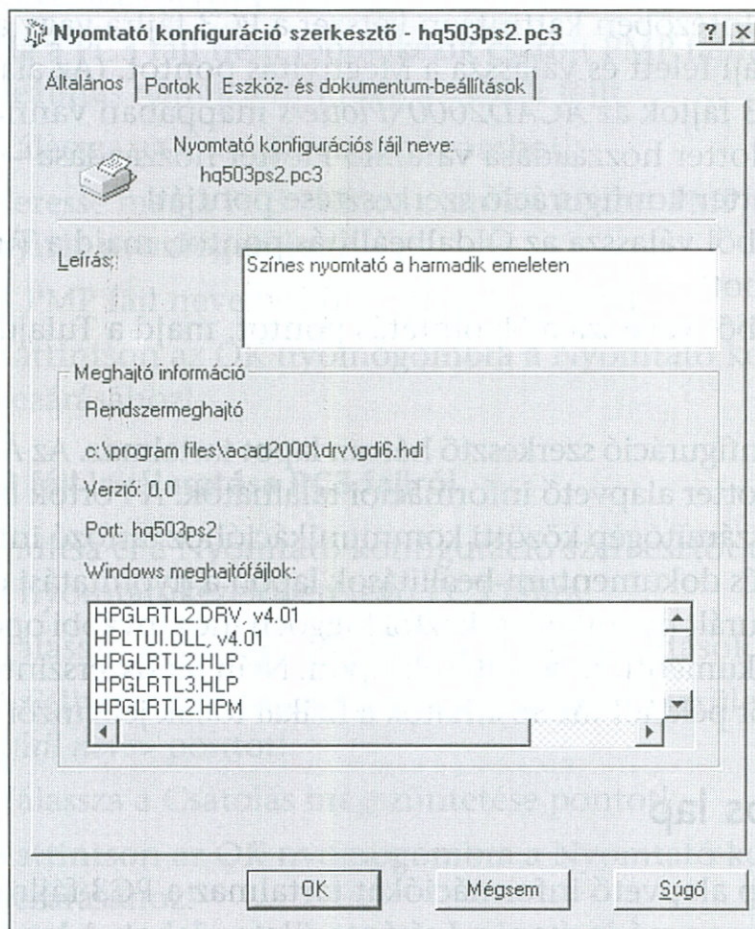 Nyomtató konfiguráció szerkesztő - hq503ps2.pc3
Általános Portok Eszköz- és dokumentum-beállítások
Nyomtató konfigurációs fájl neve:
hq503ps2.pc3
Leírás:
Színes nyomtató a harmadik emeleten
Meghajtó információ
Rendszermeghajtó
c:\program files\acad2000\drv\gdi6.hdi
Verzió: 0.0
Port: hq503ps2
Windows meghajtófájlok:
HPGLRTL2.DRV, v4.01
HPLTUI.DLL, v4.01
HPGLRTL2.HLP
HPGLRTL3.HLP
HPGLRTL2.HPM
OK Mégsem Súgó